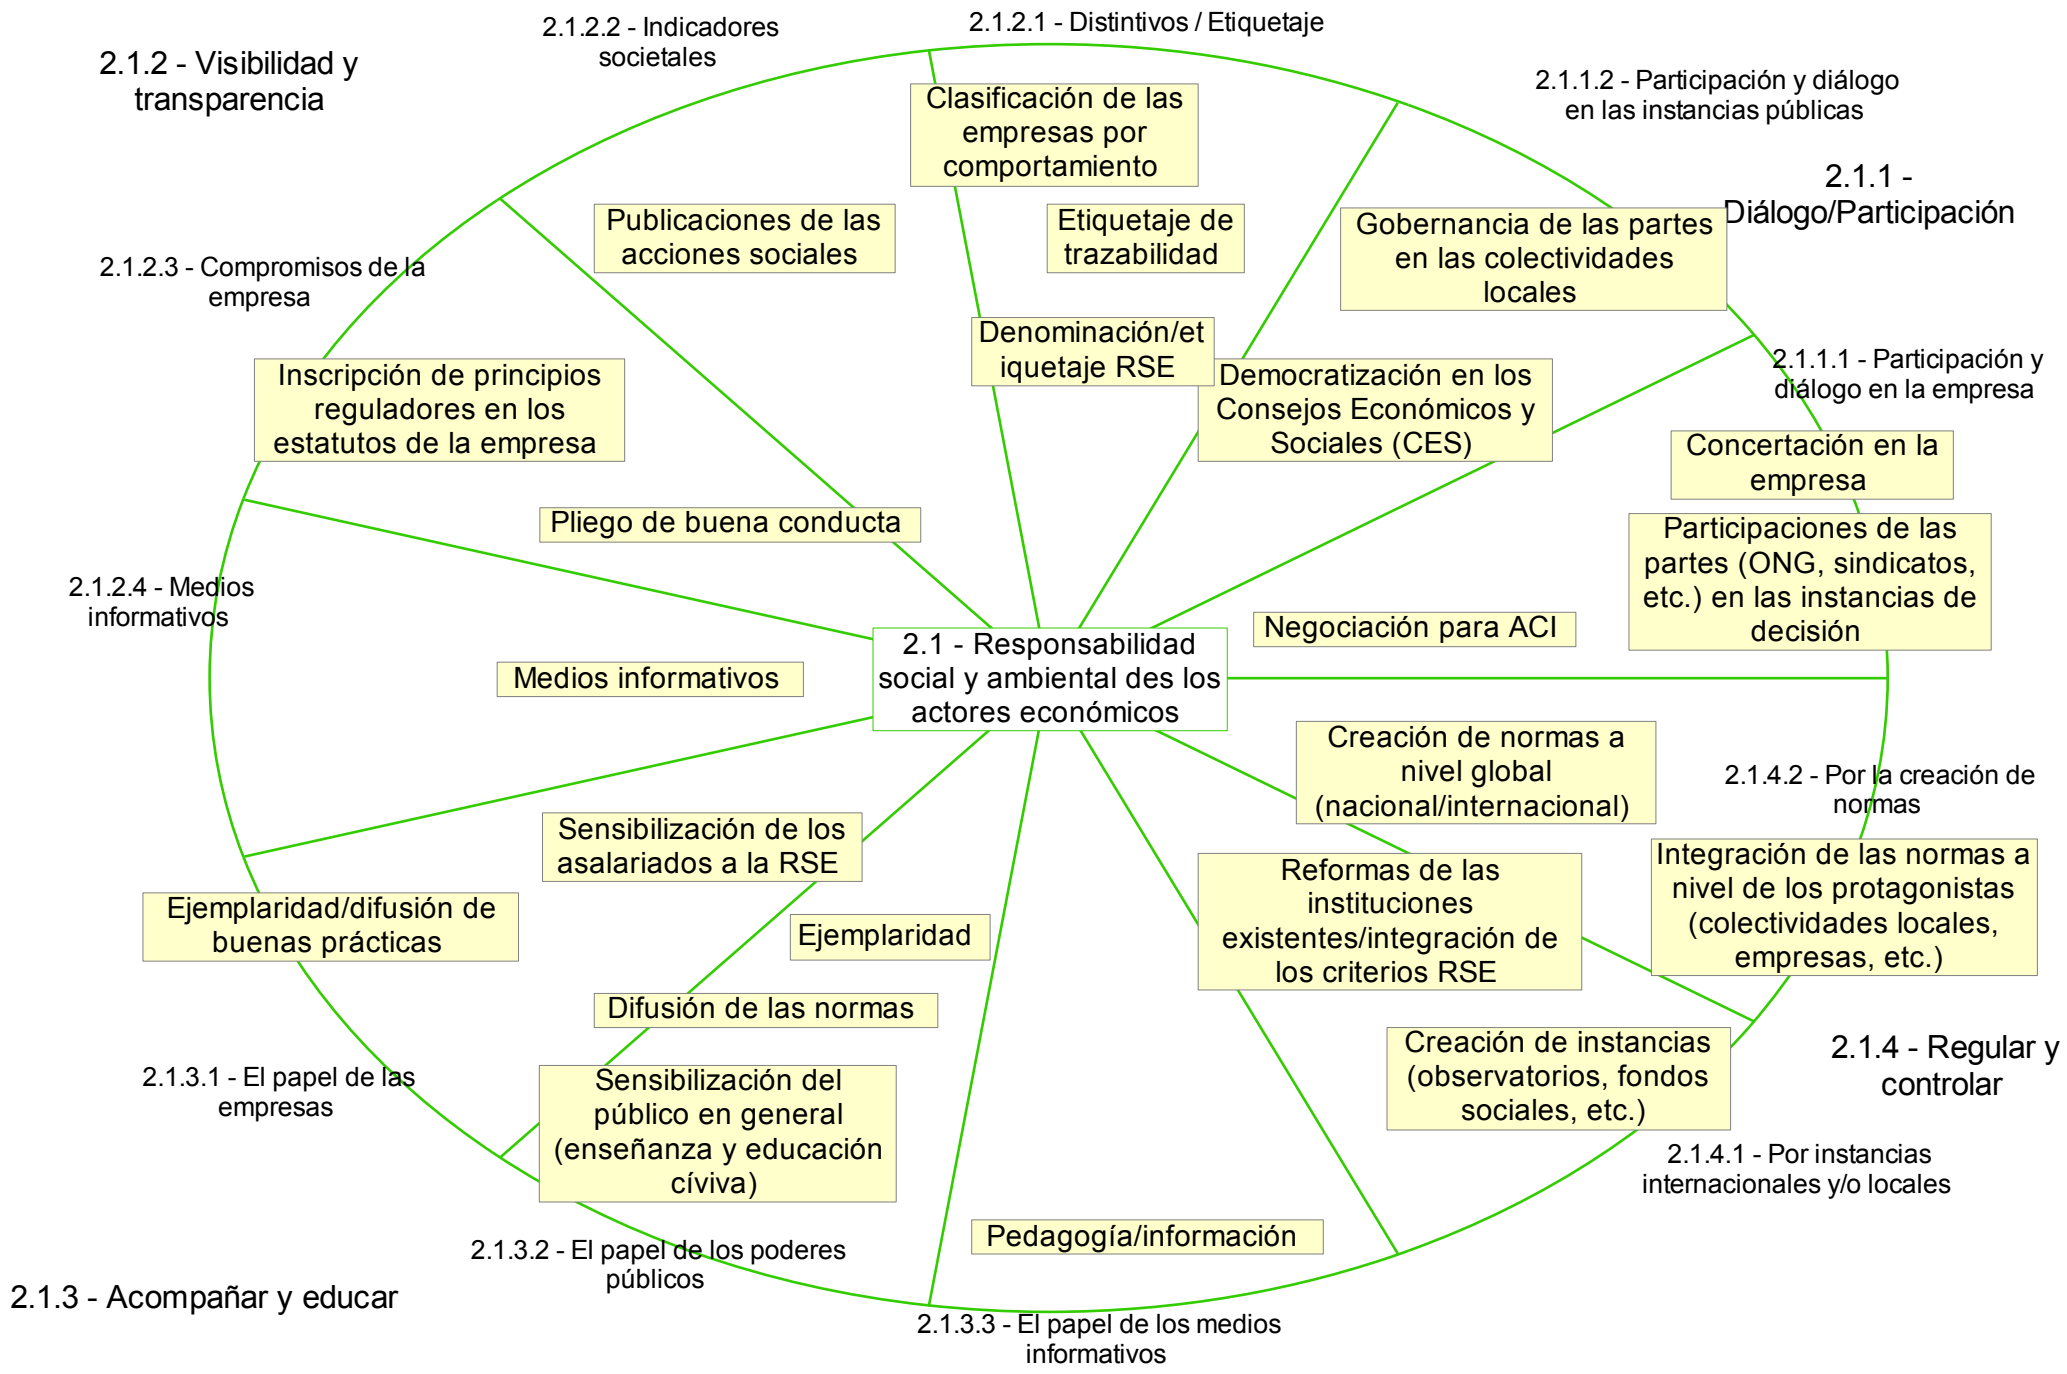 2.1.2.2 - Indicadores
societales
2.1.2.1 - Distintivos / Etiquetaje
2.1.2 - Visibilidad y
transparencia
2.1.1.2 - Participación y diálogo
en las instancias públicas
Clasificación de las
empresas por
comportamiento
2.1.1 -
Diálogo/Participación
Publicaciones de las
acciones sociales
Etiquetaje de
trazabilidad
Gobernancia de las partes
en las colectividades
locales
2.1.2.3 - Compromisos de la
empresa
Denominación/et
iquetaje RSE
2.1.1.1 - Participación y
diálogo en la empresa
Inscripción de principios
reguladores en los
estatutos de la empresa
Democratización en los
Consejos Económicos y
Sociales (CES)
Concertación en la
empresa
Pliego de buena conducta
Participaciones de las
partes (ONG, sindicatos,
etc.) en las instancias de
decisión
2.1.2.4 - Medios
informativos
Negociación para ACI
2.1 - Responsabilidad
social y ambiental des los
actores económicos
Medios informativos
Creación de normas a
nivel global
(nacional/internacional)
2.1.4.2 - Por la creación de
normas
Sensibilización de los
asalariados a la RSE
Reformas de las
instituciones
existentes/integración de
los criterios RSE
Integración de las normas a
nivel de los protagonistas
(colectividades locales,
empresas, etc.)
Ejemplaridad/difusión de
buenas prácticas
Ejemplaridad
Difusión de las normas
Creación de instancias
(observatorios, fondos
sociales, etc.)
2.1.4 - Regular y
controlar
2.1.3.1 - El papel de las
empresas
Sensibilización del
público en general
(enseñanza y educación
cíviva)
2.1.4.1 - Por instancias
internacionales y/o locales
Pedagogía/información
2.1.3.2 - El papel de los poderes
públicos
2.1.3 - Acompañar y educar
2.1.3.3 - El papel de los medios
informativos